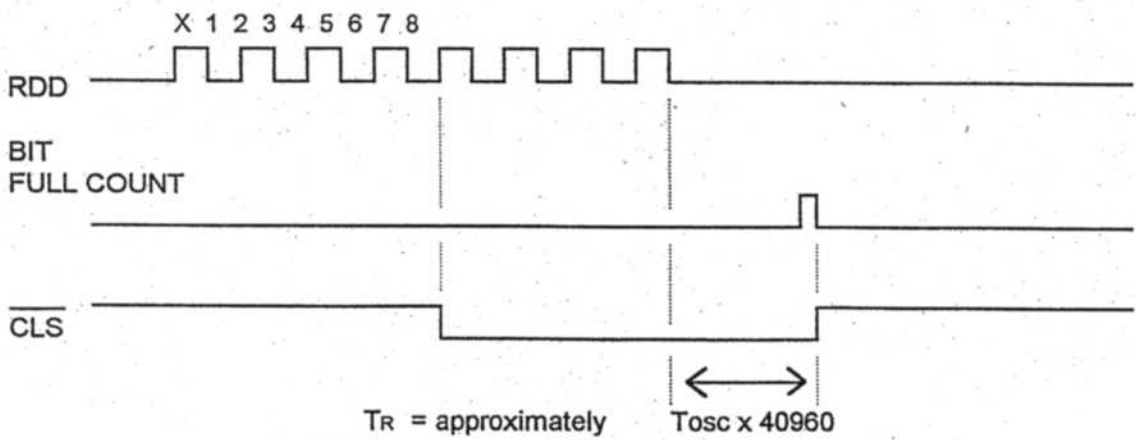 X 1 2 3 4 5 6 7 8
RDD
BIT
FULL COUNT
CLS
TR = approximately Tosc x 40960